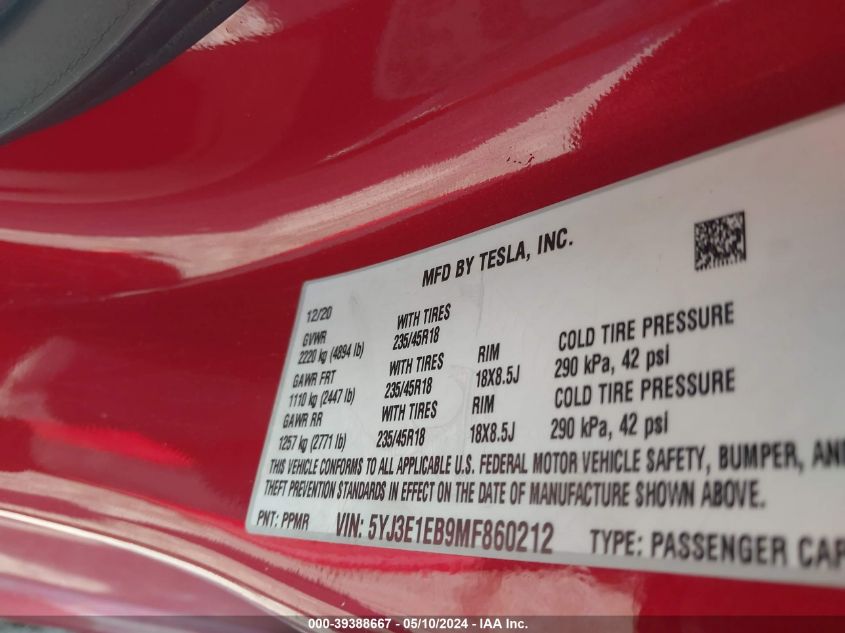 MFD BY TESLA, INC.
12/20
GVWR WITH TIRES
2220 kg (4894 lb) 235/45R18 RIM COLD TIRE PRESSURE
GAWR FRT WITH TIRES 18X8.5J 290 kPa, 42 psi
1110 kg (2447 lb) 235/45R18 RIM COLD TIRE PRESSURE
GAWR RR WITH TIRES
1257 kg (2771 lb) 235/45R18 18X8.5J 290 kPa, 42 psi
THIS VEHICLE CONFORMS TO ALL APPLICABLE U.S. FEDERAL MOTOR VEHICLE SAFETY, BUMPER, AN
THEFT PREVENTION STANDARDS IN EFFECT ON THE DATE OF MANUFACTURE SHOWN ABOVE.
PNT: PPMR VIN: 5YJ3E1EB9MF860212 TYPE: PASSENGER CAR
000-39388667 - 05/10/2024 - IAA Inc.